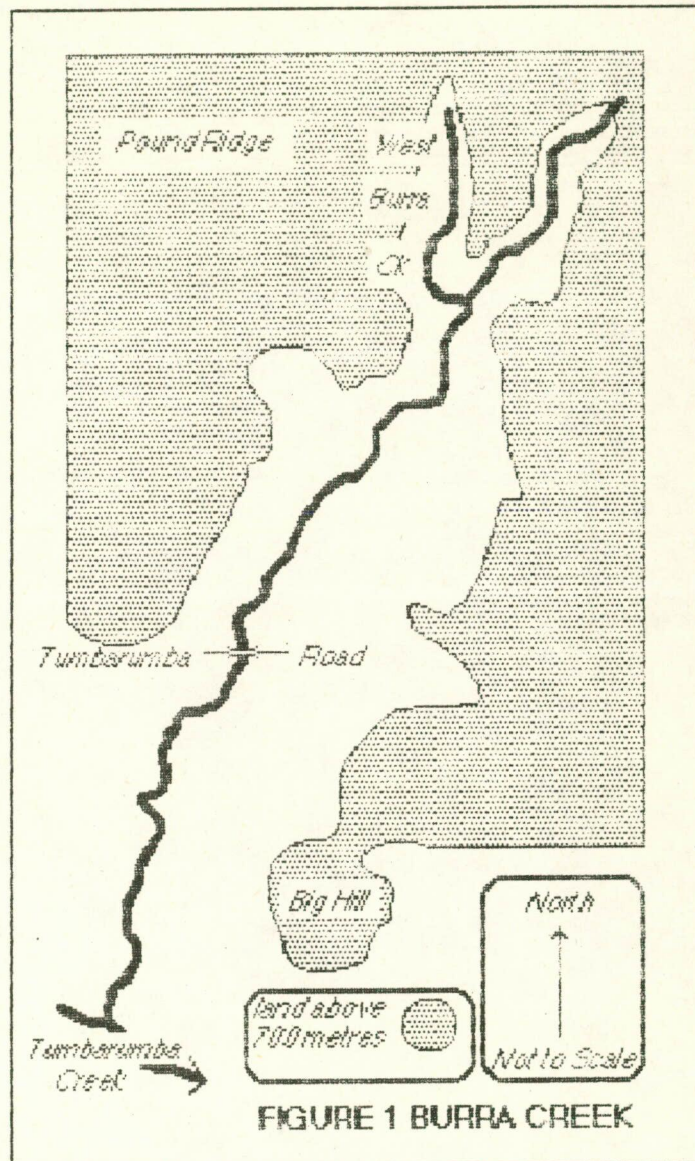 Pound Ridge
West
Burra
Ck
Tumbarumba Road
Big Hill
North
land above
700 metres
Not to Scale
Tumbarumba
Creek
FIGURE 1 BURRA CREEK